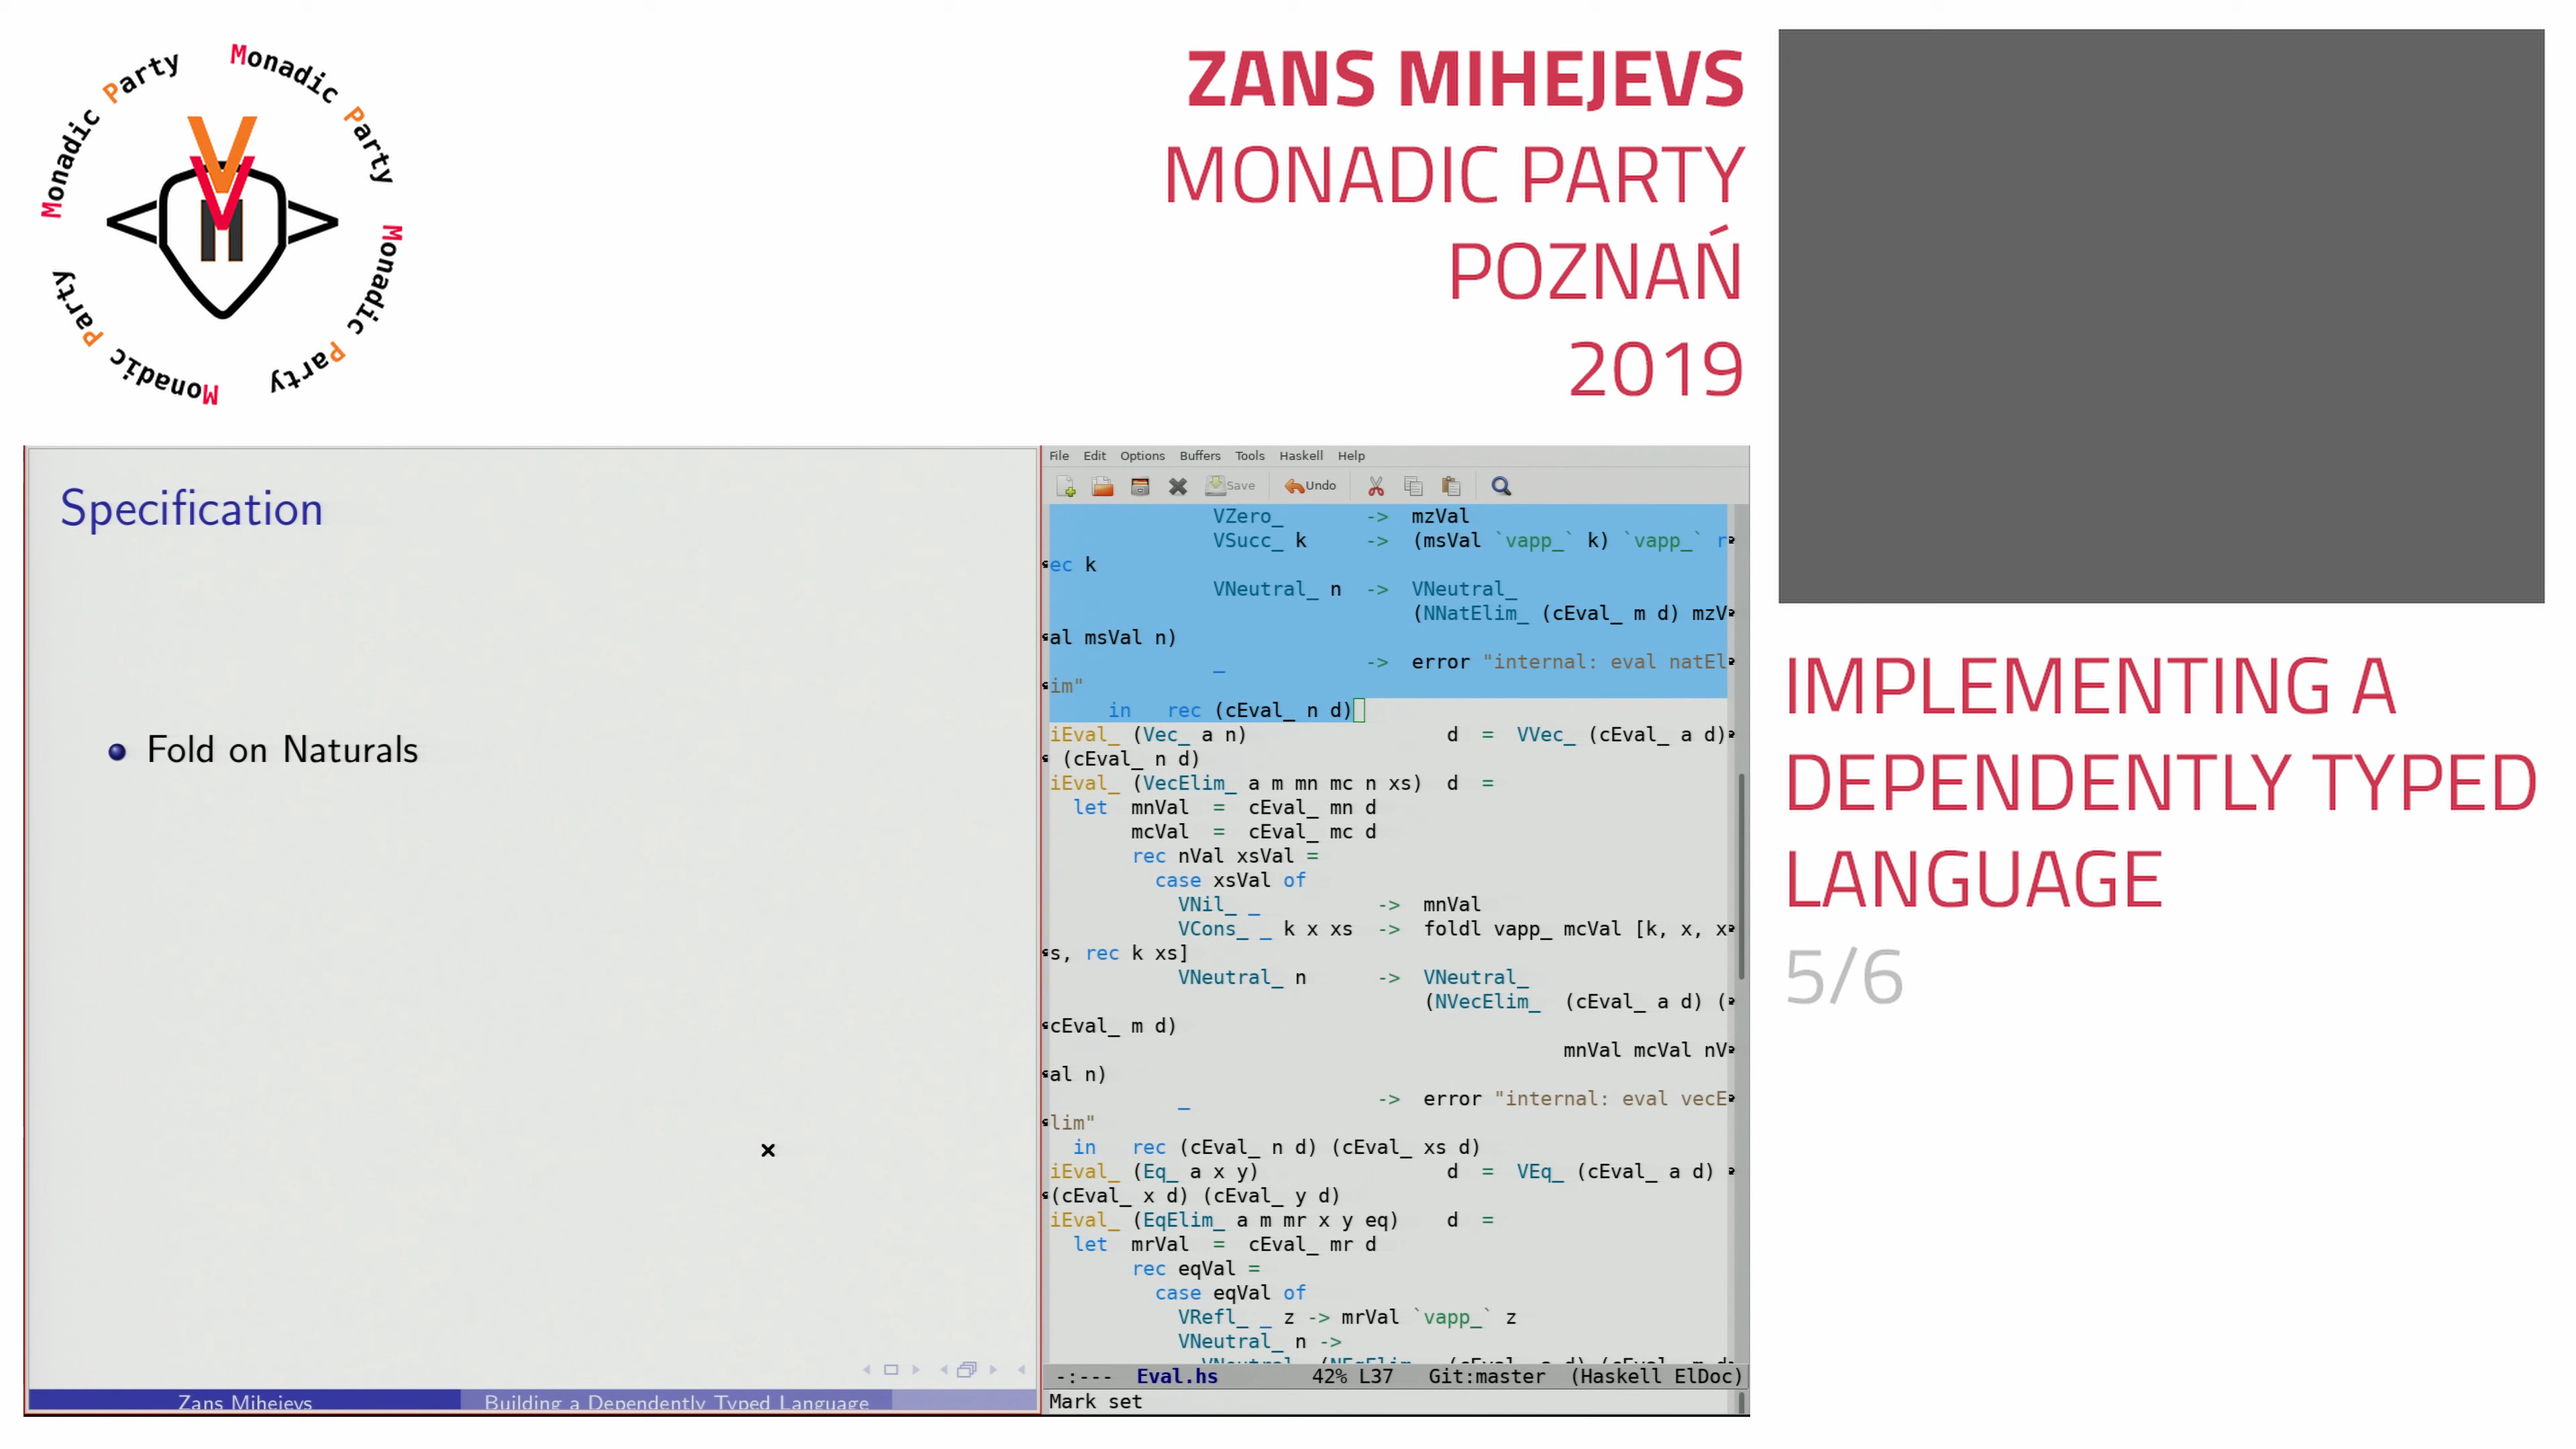 Monadic Party Monadic Party Monadic Party Monadic Party
ZANS MIHEJEVS
MONADIC PARTY
POZNAŃ
2019
Specification
Fold on Naturals
Zans Mihejevs
Building a Dependently Typed Language
File Edit Options Buffers Tools Haskell Help
Save Undo
VZero_ -> mzVal
VSucc_ k -> (msVal `vapp_` k) `vapp_` r
ec k
VNeutral_ n -> VNeutral_
(NNatElim_ (cEval_ m d) mzV
al msVal n)
_ -> error "internal: eval natEl
im"
in rec (cEval_ n d)
iEval_ (Vec_ a n) d = VVec_ (cEval_ a d)
(cEval_ n d)
iEval_ (VecElim_ a m mn mc n xs) d =
let mnVal = cEval_ mn d
mcVal = cEval_ mc d
rec nVal xsVal =
case xsVal of
VNil_ _ -> mnVal
VCons_ _ k x xs -> foldl vapp_ mcVal [k, x, x
s, rec k xs]
VNeutral_ n -> VNeutral_
(NVecElim_ (cEval_ a d) (
cEval_ m d)
mnVal mcVal nV
al n)
_ -> error "internal: eval vecE
lim"
in rec (cEval_ n d) (cEval_ xs d)
iEval_ (Eq_ a x y) d = VEq_ (cEval_ a d)
(cEval_ x d) (cEval_ y d)
iEval_ (EqElim_ a m mr x y eq) d =
let mrVal = cEval_ mr d
rec eqVal =
case eqVal of
VRefl_ _ z -> mrVal `vapp_` z
VNeutral_ n ->
-:--- Eval.hs 42% L37 Git:master (Haskell ElDoc)
Mark set
IMPLEMENTING A
DEPENDENTLY TYPED
LANGUAGE
5/6